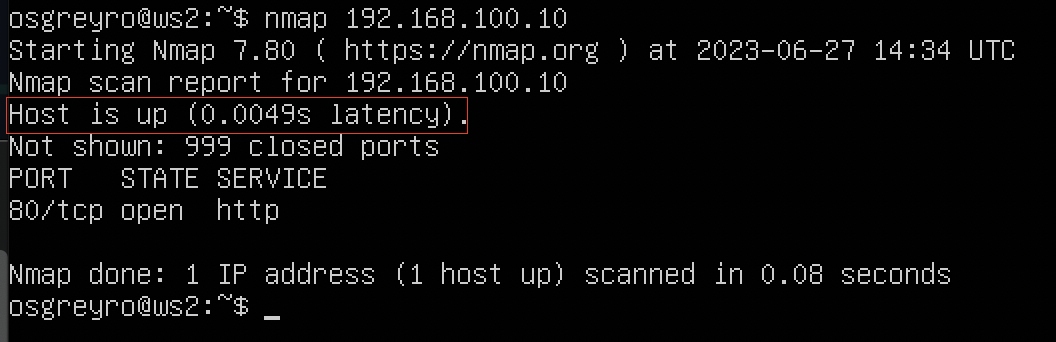 osgreyro@ws2:~$ nmap 192.168.100.10
Starting Nmap 7.80 ( https://nmap.org ) at 2023-06-27 14:34 UTC
Nmap scan report for 192.168.100.10
Host is up (0.0049s latency).
Not shown: 999 closed ports
PORT   STATE SERVICE
80/tcp open  http
Nmap done: 1 IP address (1 host up) scanned in 0.08 seconds
osgreyro@ws2:~$ _